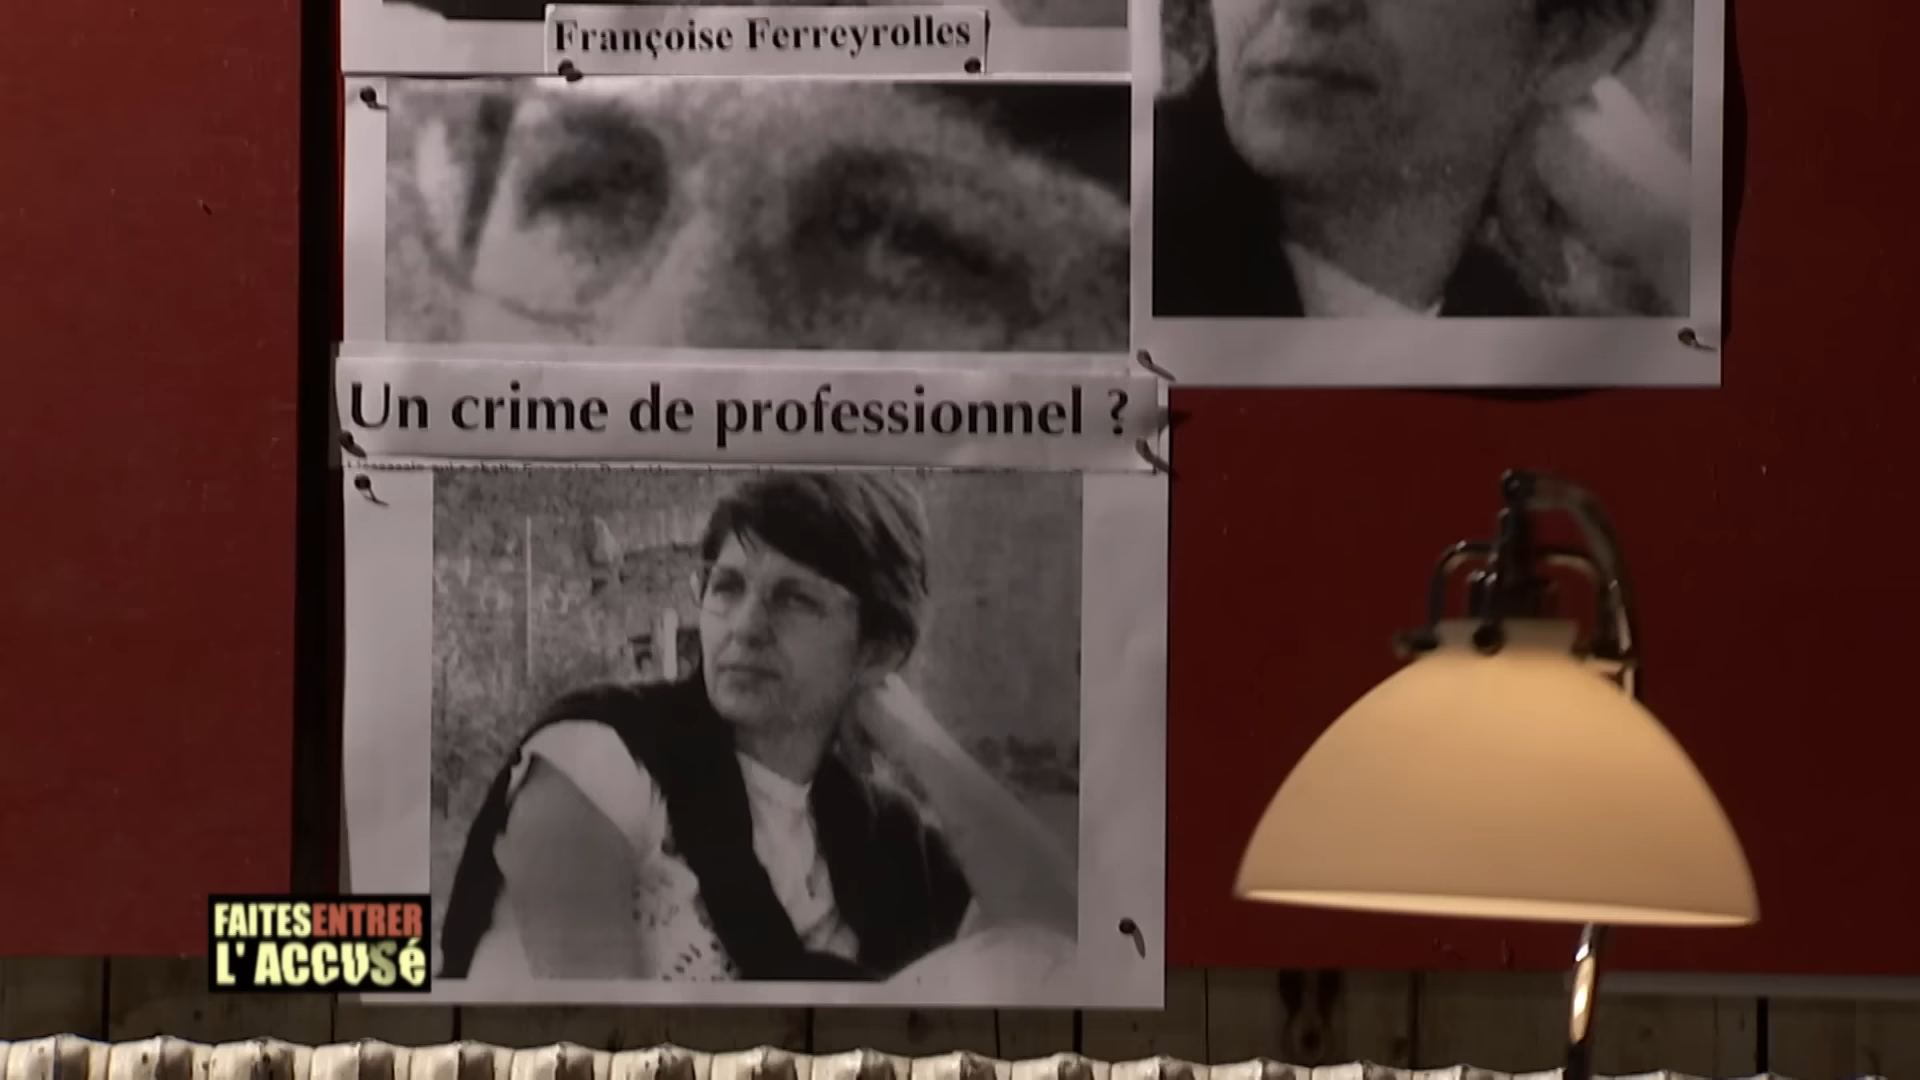 Françoise Ferreyrolles
Un crime de professionnel ?
FAITES ENTRER
L'ACCUSÉ